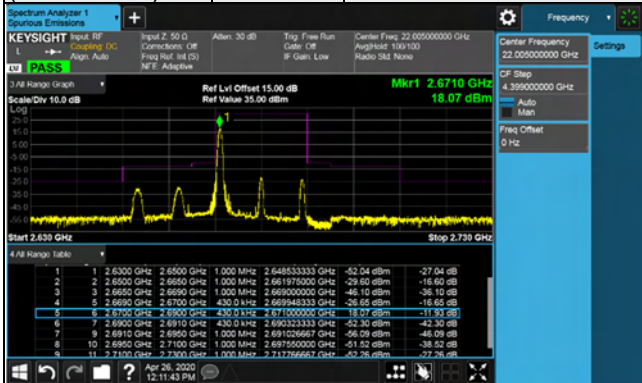 Spectrum Analyzer 1
Spurious Emissions
Frequency
KEYSIGHT
L
PASS
Input: RF
Coupling: DC
Align: Auto
Input Z: 50 Ω
Corrections: Off
Freq Ref: Int (S)
NFE: Adaptive
Atten: 30 dB
Trig: Free Run
Gate: Off
IF Gain: Low
Center Freq: 22.005000000 GHz
Avg|Hold: 100/100
Radio Std: None
Center Frequency
22.005000000 GHz
Settings
CF Step
4.399000000 GHz
Auto
Man
Freq Offset
0 Hz
3 All Range Graph
Scale/Div 10.0 dB
Ref Lvl Offset 15.00 dB
Ref Value 35.00 dBm
Mkr1 2.6710 GHz
18.07 dBm
Log
25.0
15.0
5.00
-5.00
-15.0
-25.0
-35.0
-45.0
-55.0
1
Start 2.630 GHz
Stop 2.730 GHz
4 All Range Table
1 1 2.6300 GHz 2.6500 GHz 1.000 MHz 2.648533333 GHz -52.04 dBm -27.04 dB
2 2 2.6500 GHz 2.6650 GHz 1.000 MHz 2.661975000 GHz -29.60 dBm -16.60 dB
3 3 2.6650 GHz 2.6690 GHz 1.000 MHz 2.669000000 GHz -46.10 dBm -36.10 dB
4 5 2.6690 GHz 2.6700 GHz 430.0 kHz 2.669948333 GHz -26.65 dBm -16.65 dB
5 6 2.6700 GHz 2.6900 GHz 430.0 kHz 2.671000000 GHz 18.07 dBm -11.93 dB
6 7 2.6900 GHz 2.6910 GHz 430.0 kHz 2.690323333 GHz -52.30 dBm -42.30 dB
7 9 2.6910 GHz 2.6950 GHz 1.000 MHz 2.691026667 GHz -56.09 dBm -46.09 dB
8 10 2.6950 GHz 2.7100 GHz 1.000 MHz 2.697550000 GHz -51.52 dBm -38.52 dB
9 11 2.7100 GHz 2.7300 GHz 1.000 MHz 2.717766667 GHz -52.26 dBm -27.26 dB
Apr 26, 2020
12:11:43 PM